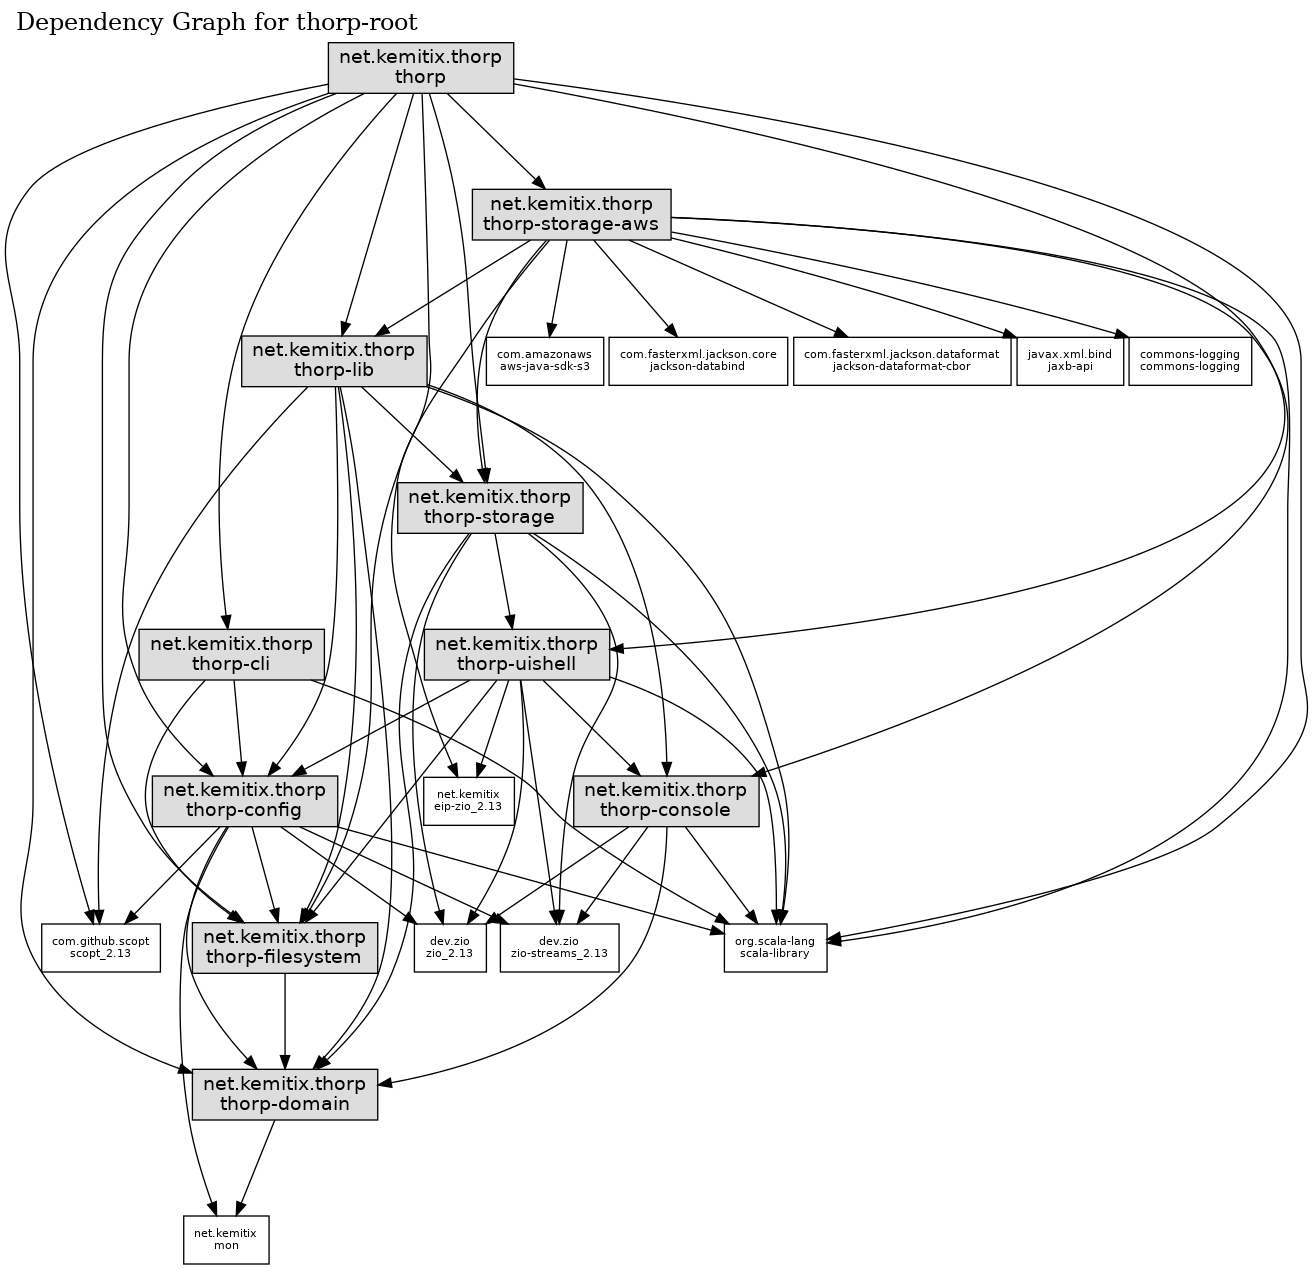 Dependency Graph for thorp-root
net.kemitix.thorp
thorp
net.kemitix.thorp
thorp-storage-aws
net.kemitix.thorp
thorp-lib
com.amazonaws
aws-java-sdk-s3
com.fasterxml.jackson.core
jackson-databind
com.fasterxml.jackson.dataformat
jackson-dataformat-cbor
javax.xml.bind
jaxb-api
commons-logging
commons-logging
net.kemitix.thorp
thorp-storage
net.kemitix.thorp
thorp-cli
net.kemitix.thorp
thorp-uishell
net.kemitix.thorp
thorp-config
net.kemitix
eip-zio_2.13
net.kemitix.thorp
thorp-console
com.github.scopt
scopt_2.13
net.kemitix.thorp
thorp-filesystem
dev.zio
zio_2.13
dev.zio
zio-streams_2.13
org.scala-lang
scala-library
net.kemitix.thorp
thorp-domain
net.kemitix
mon